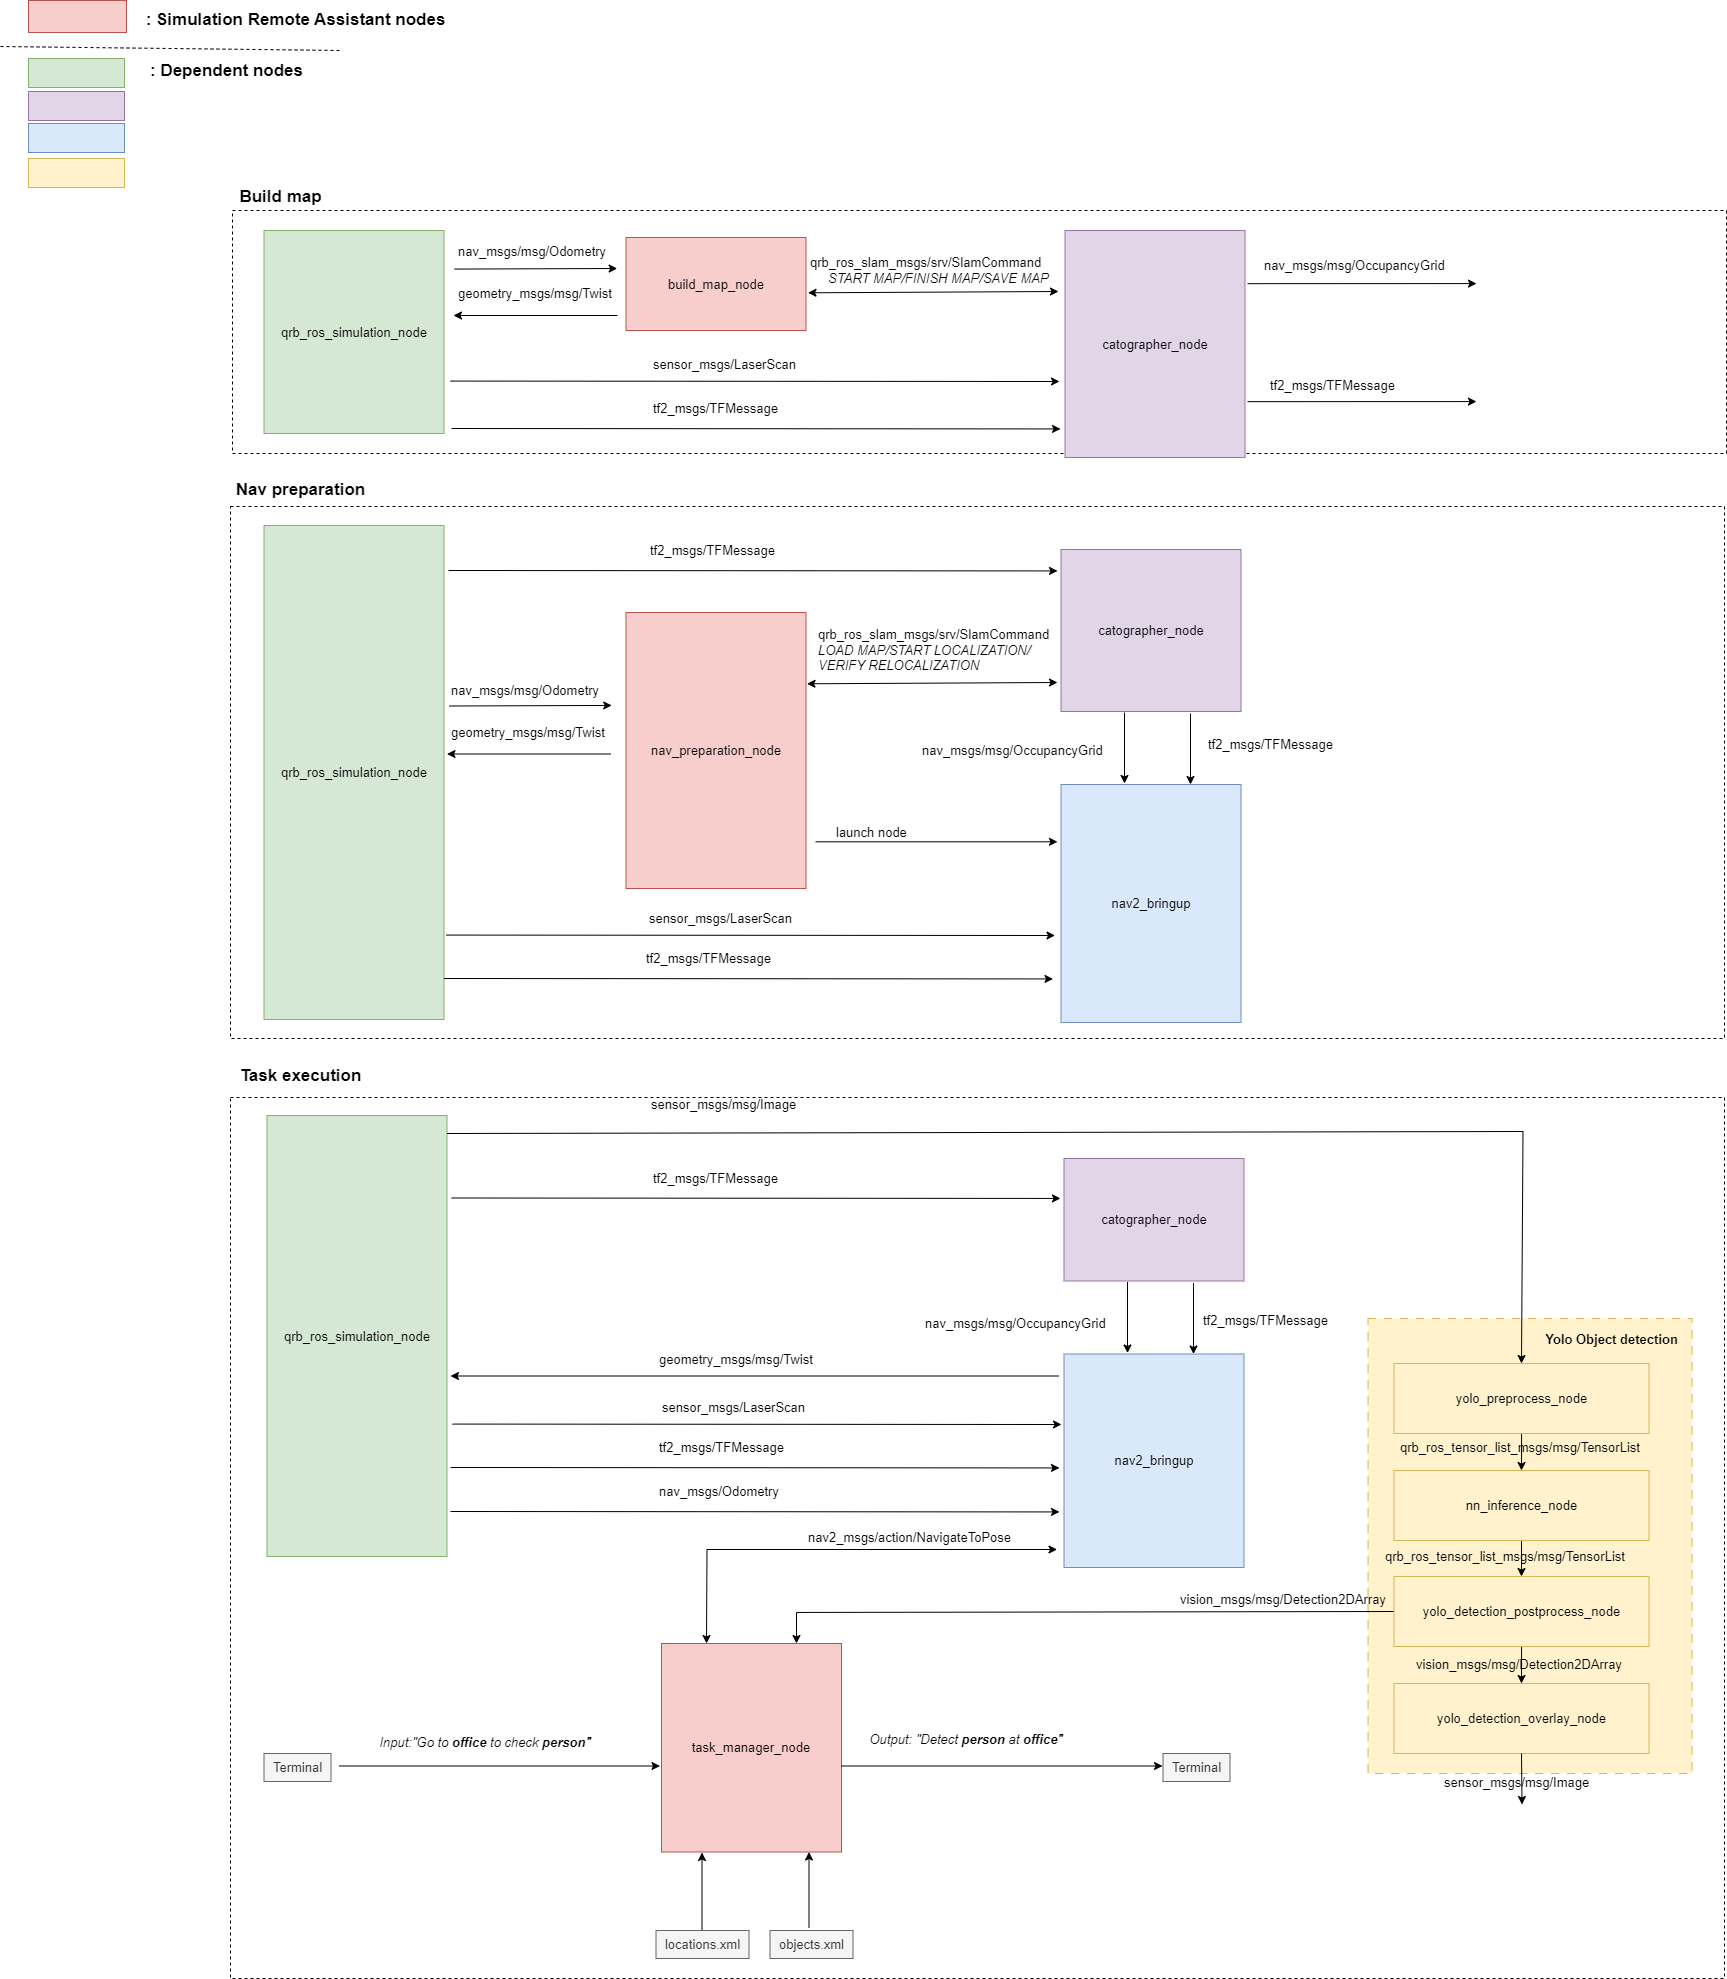 : Simulation Remote Assistant nodes
: Dependent nodes
Build map
nav_msgs/msg/Odometry
geometry_msgs/msg/Twist
qrb_ros_simulation_node
build_map_node
qrb_ros_slam_msgs/srv/SlamCommand
START MAP/FINISH MAP/SAVE MAP
catographer_node
nav_msgs/msg/OccupancyGrid
sensor_msgs/LaserScan
tf2_msgs/TFMessage
tf2_msgs/TFMessage
Nav preparation
tf2_msgs/TFMessage
catographer_node
qrb_ros_slam_msgs/srv/SlamCommand
LOAD MAP/START LOCALIZATION/
VERIFY RELOCALIZATION
nav_msgs/msg/Odometry
geometry_msgs/msg/Twist
qrb_ros_simulation_node
nav_preparation_node
nav_msgs/msg/OccupancyGrid
tf2_msgs/TFMessage
launch node
nav2_bringup
sensor_msgs/LaserScan
tf2_msgs/TFMessage
Task execution
sensor_msgs/msg/Image
tf2_msgs/TFMessage
catographer_node
qrb_ros_simulation_node
nav_msgs/msg/OccupancyGrid
tf2_msgs/TFMessage
geometry_msgs/msg/Twist
sensor_msgs/LaserScan
tf2_msgs/TFMessage
nav_msgs/Odometry
nav2_bringup
nav2_msgs/action/NavigateToPose
Yolo Object detection
yolo_preprocess_node
qrb_ros_tensor_list_msgs/msg/TensorList
nn_inference_node
qrb_ros_tensor_list_msgs/msg/TensorList
vision_msgs/msg/Detection2DArray
yolo_detection_postprocess_node
vision_msgs/msg/Detection2DArray
yolo_detection_overlay_node
sensor_msgs/msg/Image
Terminal
Input:"Go to office to check person"
task_manager_node
Output: "Detect person at office"
Terminal
locations.xml
objects.xml